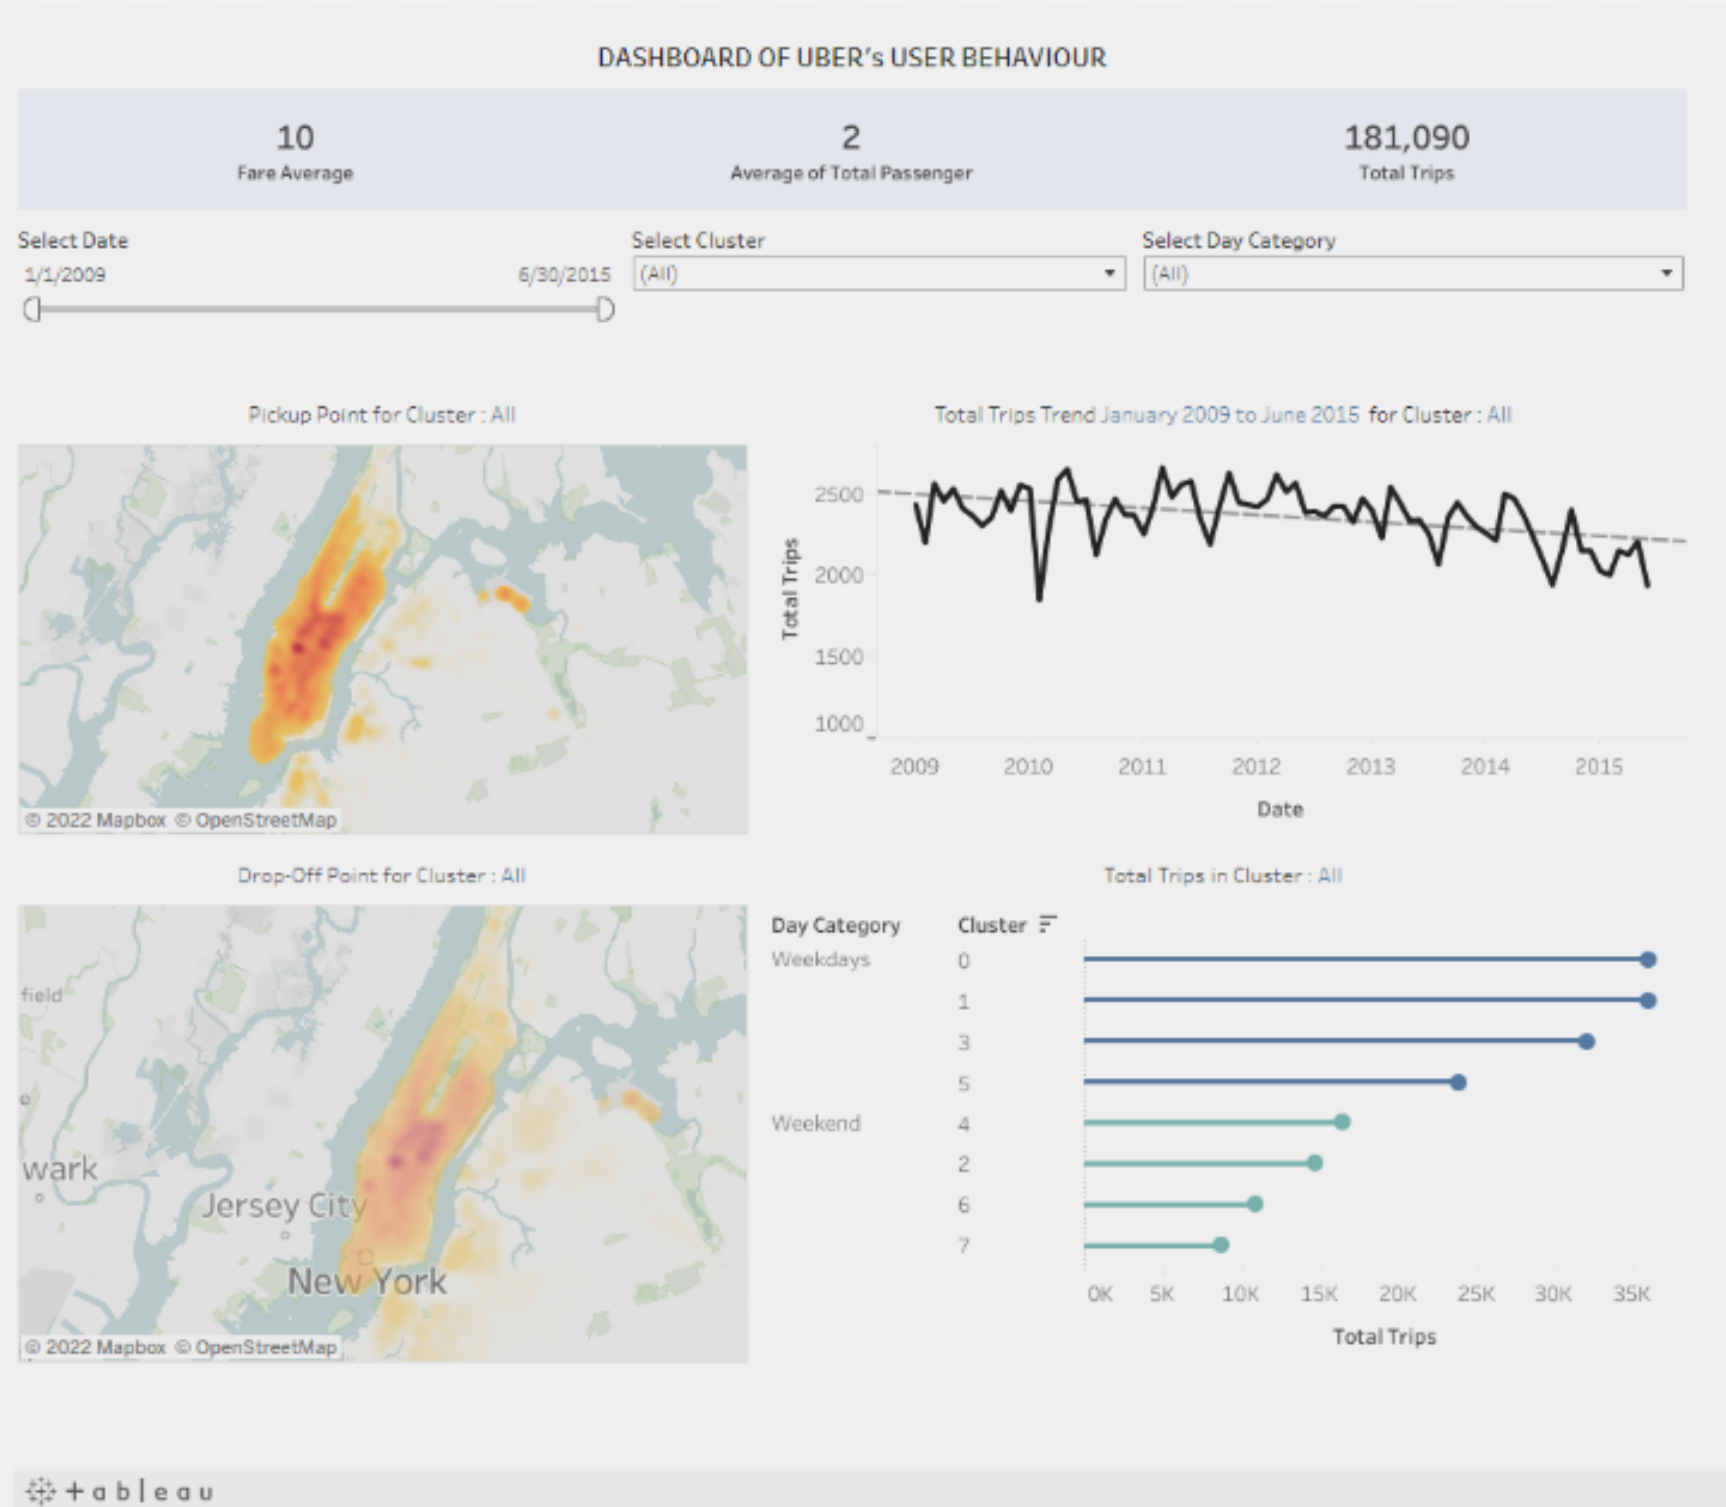 DASHBOARD OF UBER's USER BEHAVIOUR
10
Fare Average
2
Average of Total Passenger
181,090
Total Trips
Select Date
1/1/2009 6/30/2015
Select Cluster
(All)
Select Day Category
(All)
Pickup Point for Cluster : All
© 2022 Mapbox © OpenStreetMap
Total Trips Trend January 2009 to June 2015 for Cluster : All
Total Trips
2500
2000
1500
1000
2009 2010 2011 2012 2013 2014 2015
Date
Drop-Off Point for Cluster : All
field
e
wark
Jersey City
New York
© 2022 Mapbox © OpenStreetMap
Total Trips in Cluster : All
Day Category Cluster
Weekdays 0
1
3
5
Weekend 4
2
6
7
0K 5K 10K 15K 20K 25K 30K 35K
Total Trips
+ableau